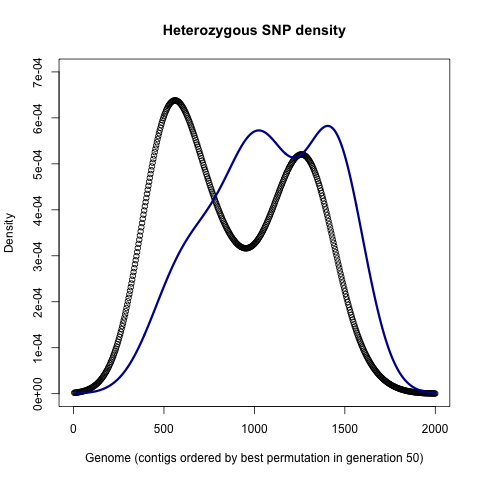 Heterozygous SNP density
Density
7e-04
6e-04
5e-04
4e-04
3e-04
2e-04
1e-04
0e+00
0 500 1000 1500 2000
Genome (contigs ordered by best permutation in generation 50)